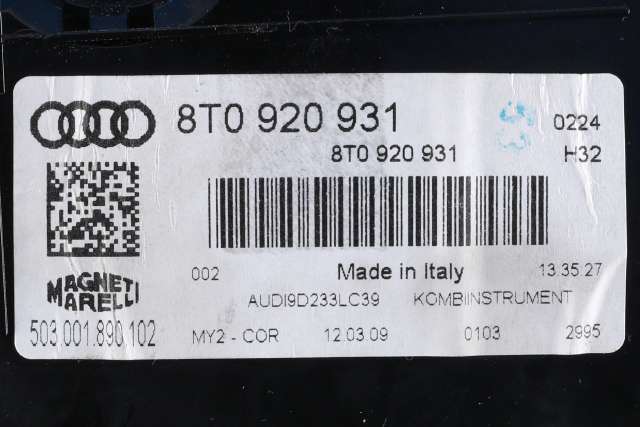 8T0 920 931 0224
8T0 920 931 H32
002 Made in Italy 13.35.27
MAGNETI MARELLI
AUDI9D233LC39 KOMBIINSTRUMENT
503.001.890.102 MY2 - COR 12.03.09 0103 2995